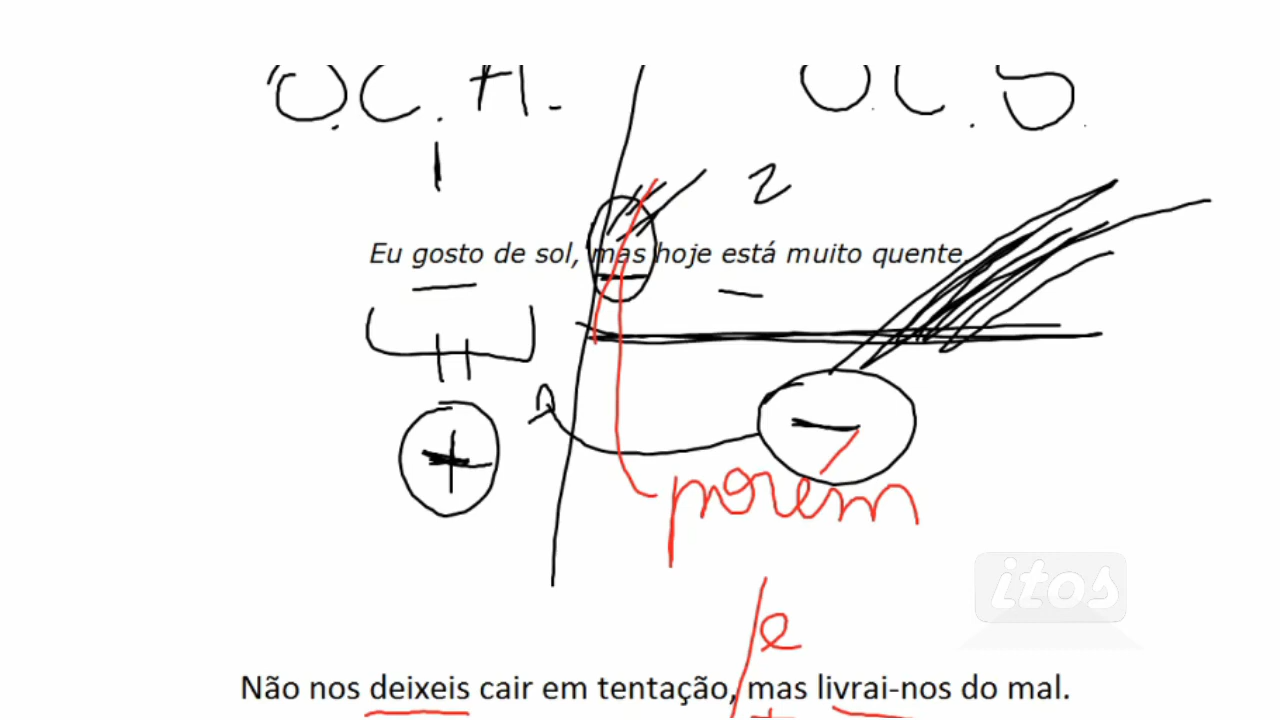 O.C.A. O.C.S.
1 2
Eu gosto de sol, mas hoje está muito quente.
+ -
porém
itos
e
Não nos deixeis cair em tentação, mas livrai-nos do mal.